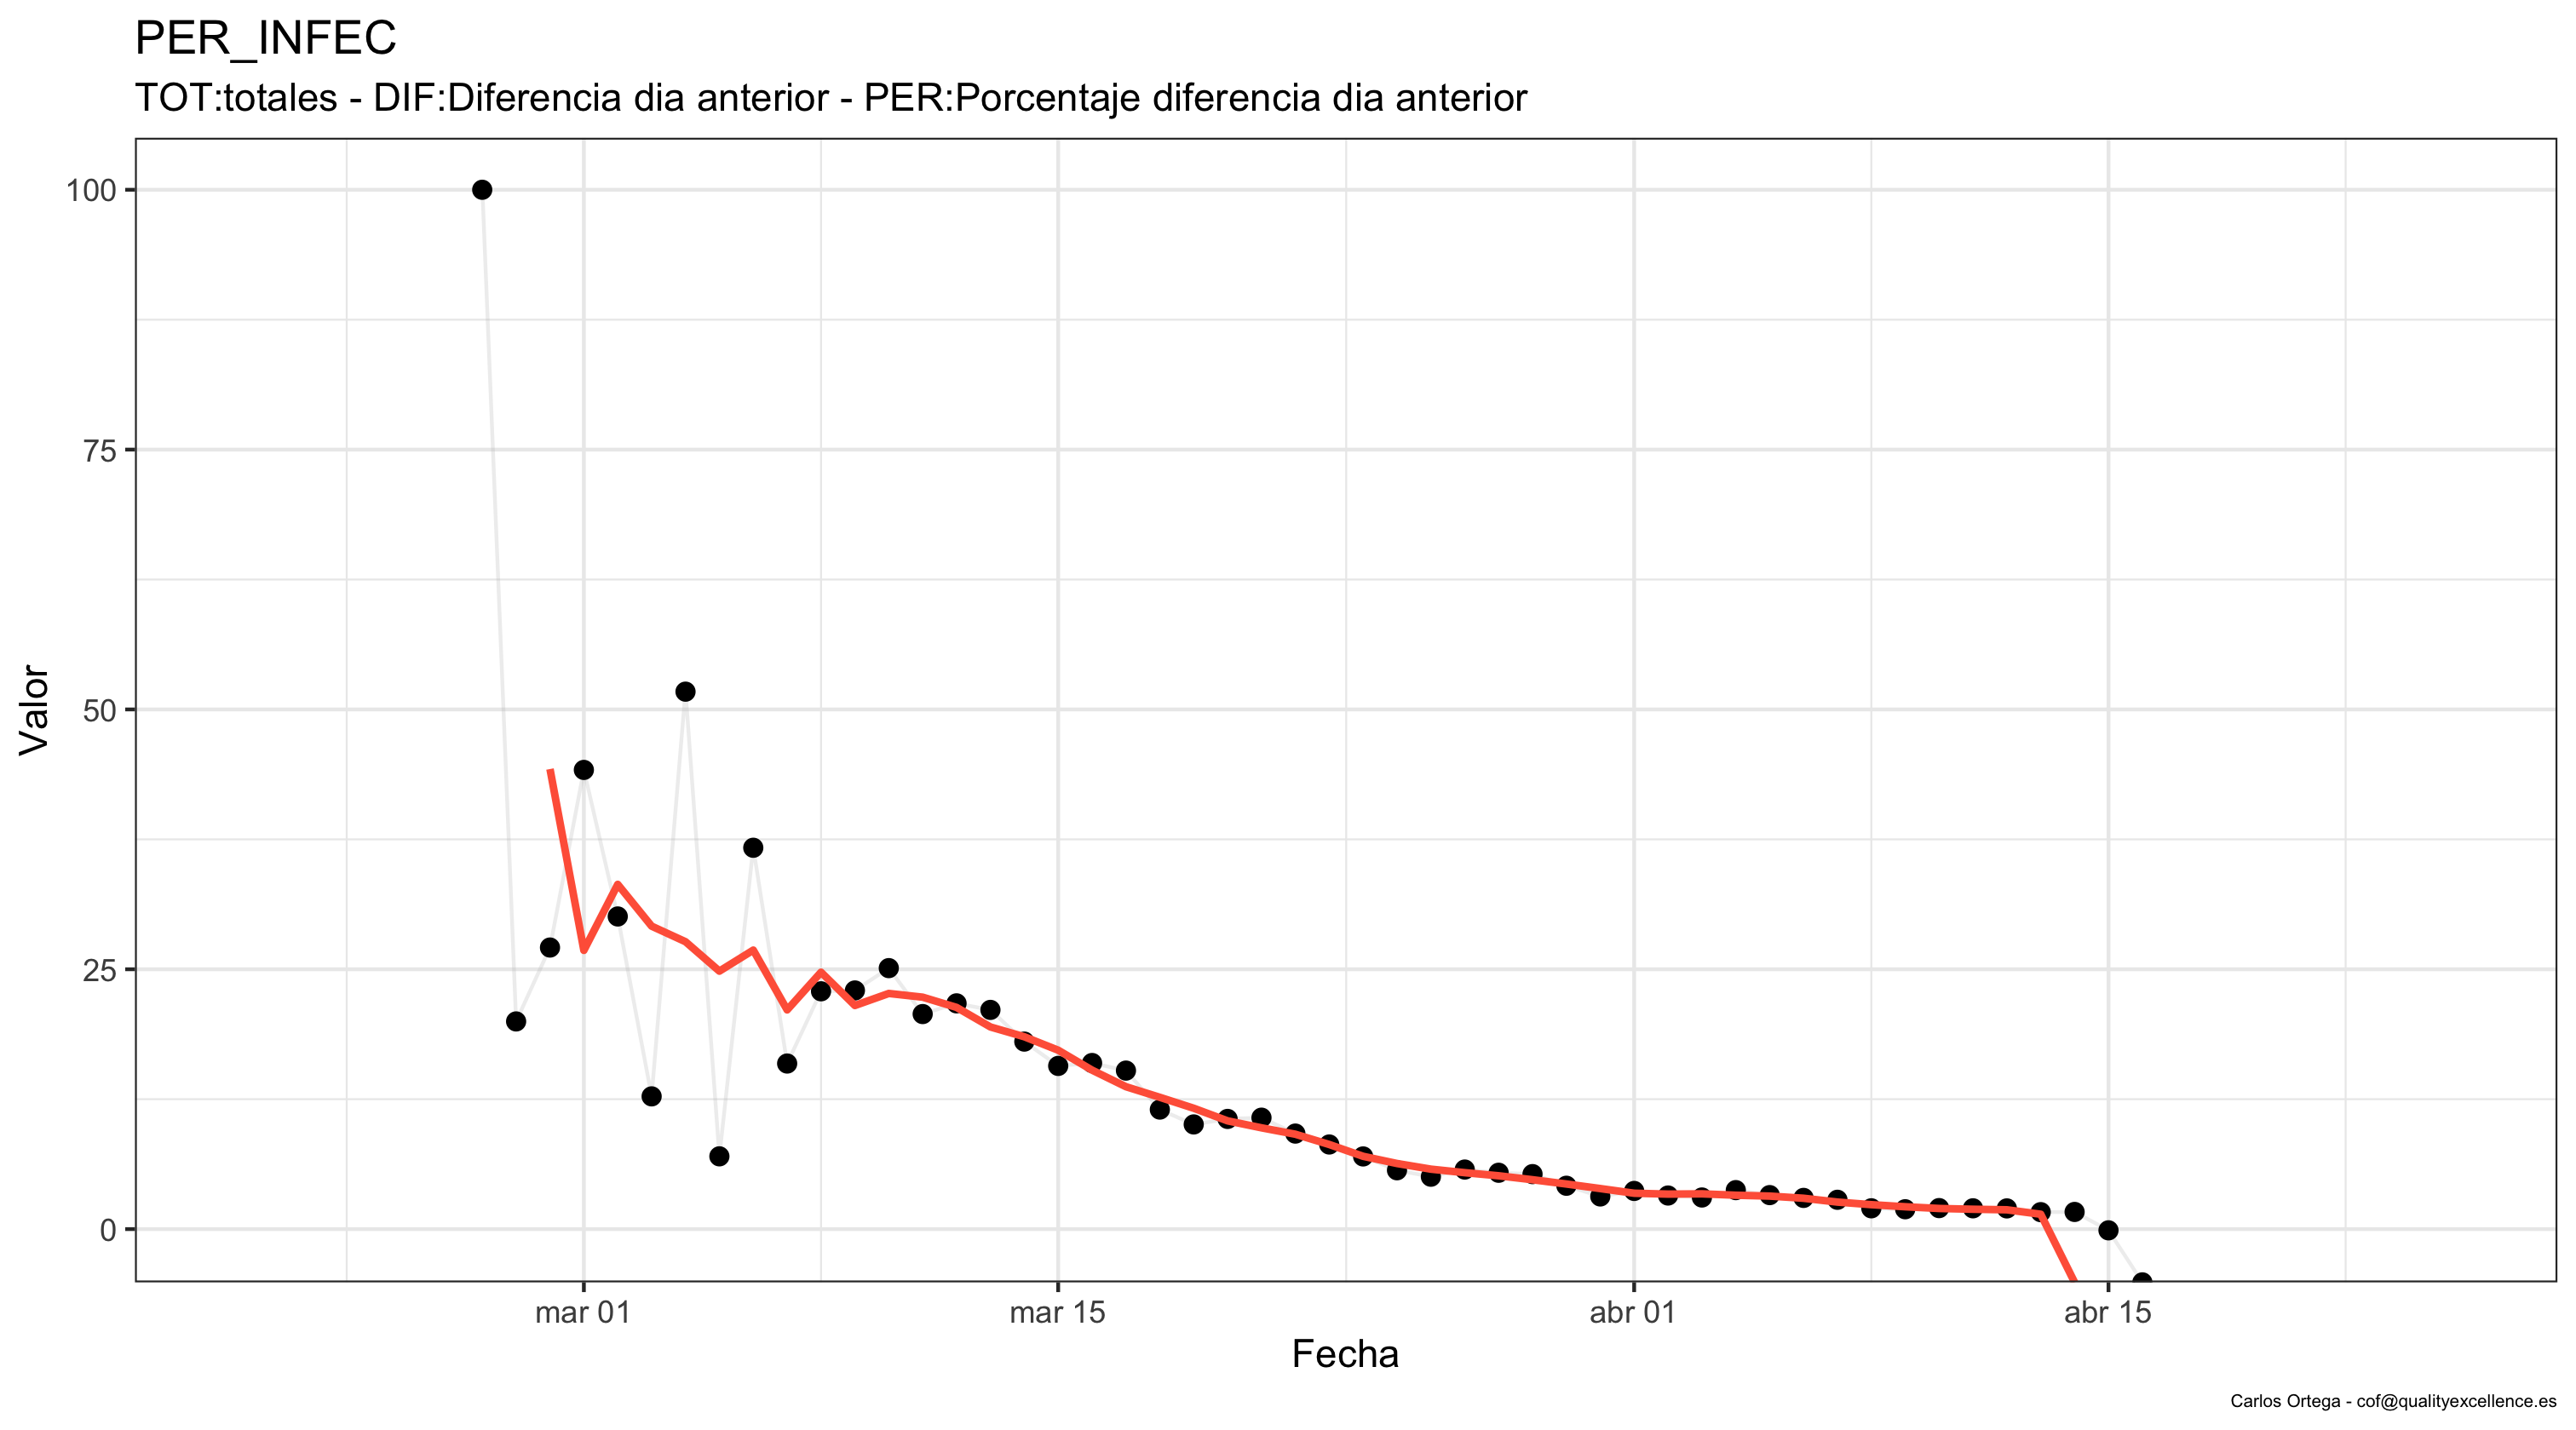 PER_INFEC
TOT:totales - DIF:Diferencia dia anterior - PER:Porcentaje diferencia dia anterior
100
75
50
25
0
Valor
mar 01
mar 15
abr 01
abr 15
Fecha
Carlos Ortega - cof@qualityexcellence.es